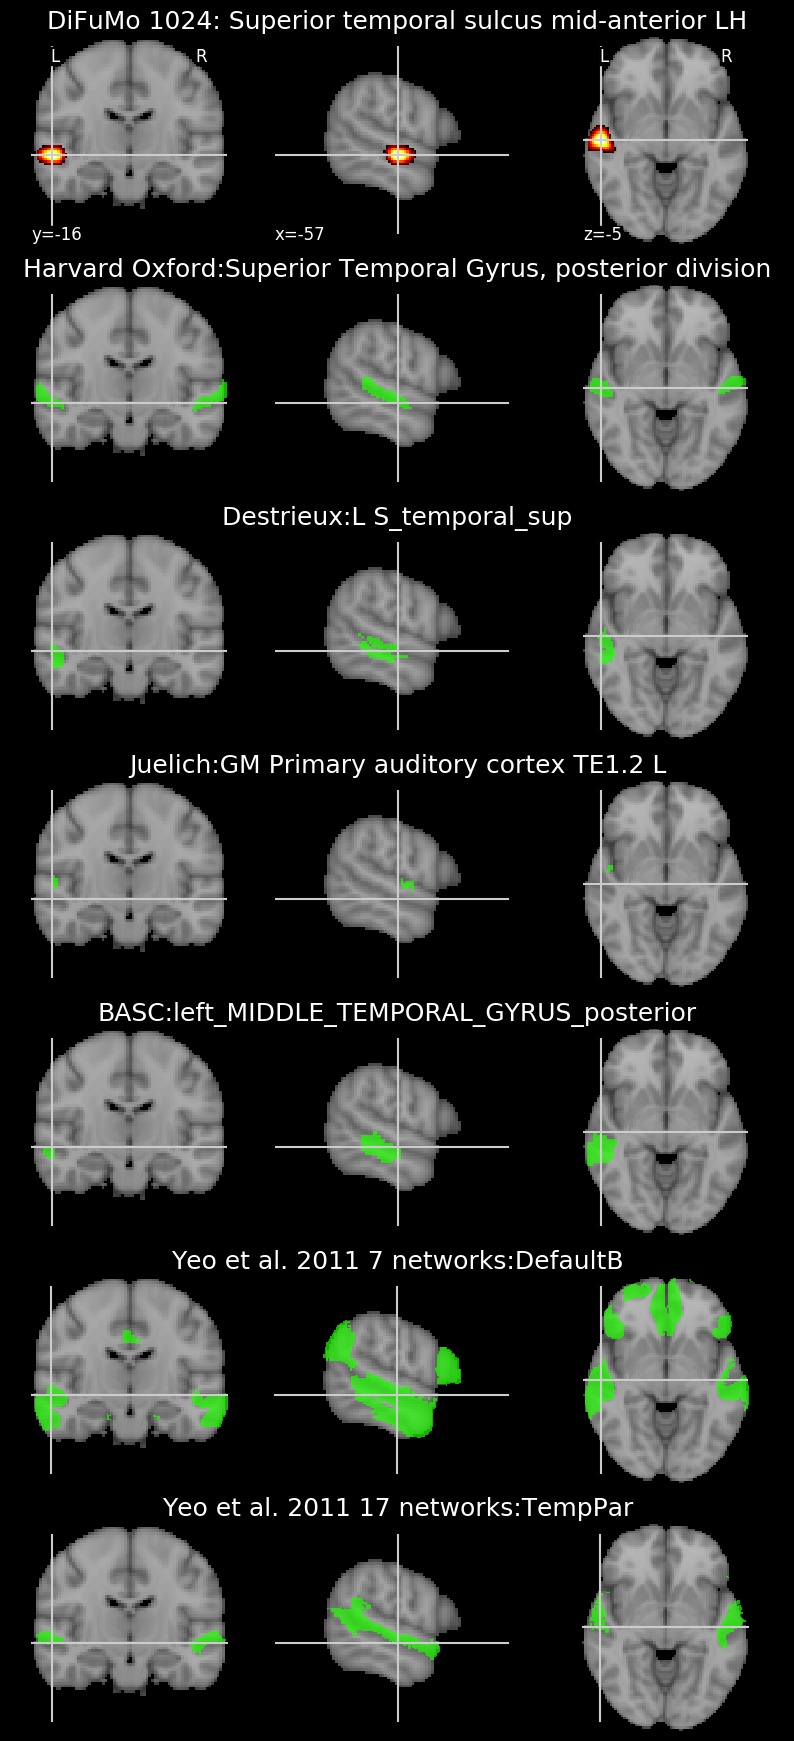 DiFuMo 1024: Superior temporal sulcus mid-anterior LH
L R L R
y=-16 x=-57 z=-5
Harvard Oxford:Superior Temporal Gyrus, posterior division
Destrieux:L S_temporal_sup
Juelich:GM Primary auditory cortex TE1.2 L
BASC:left_MIDDLE_TEMPORAL_GYRUS_posterior
Yeo et al. 2011 7 networks:DefaultB
Yeo et al. 2011 17 networks:TempPar